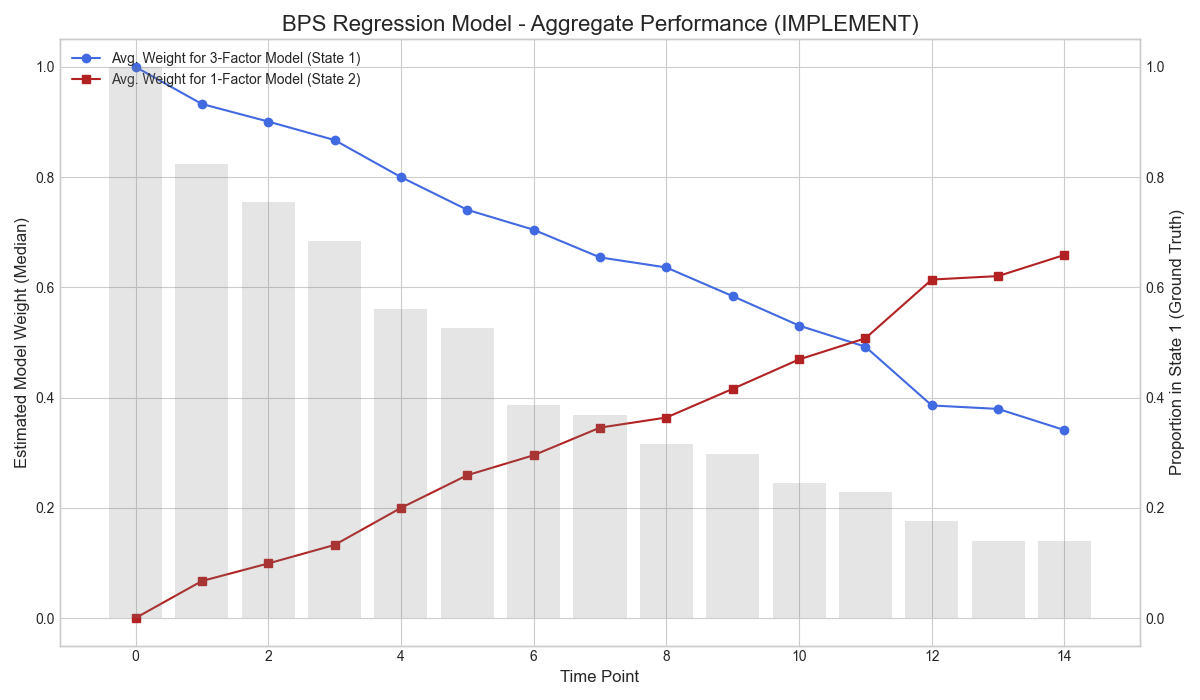 BPS Regression Model - Aggregate Performance (IMPLEMENT)
Avg. Weight for 3-Factor Model (State 1)
Avg. Weight for 1-Factor Model (State 2)
Estimated Model Weight (Median)
1.0
0.8
0.6
0.4
0.2
0.0
1.0
0.8
0.6
0.4
0.2
0.0
Proportion in State 1 (Ground Truth)
0 2 4 6 8 10 12 14
Time Point